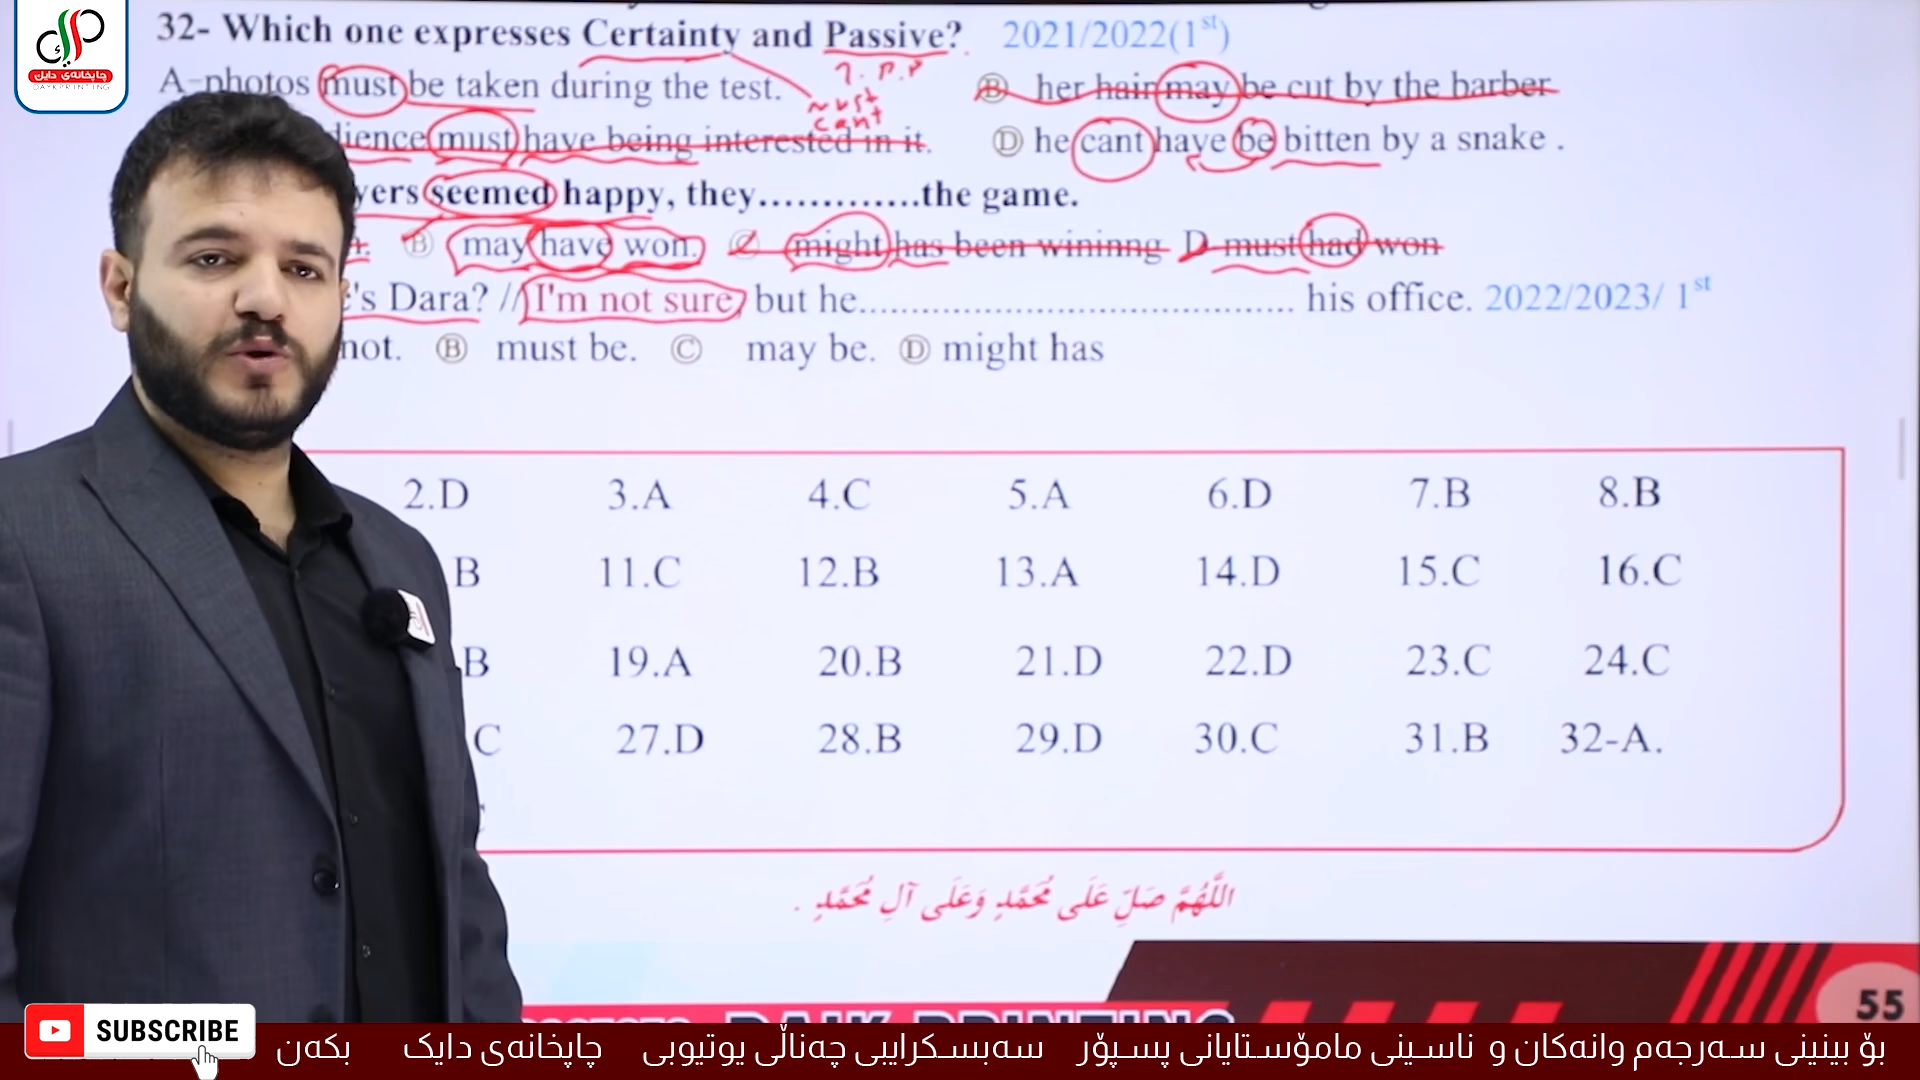 32- Which one expresses Certainty and Passive? 2021/2022(1st)
? . P.P
A-photos must be taken during the test. Ⓑ her hair may be cut by the barber
must
cant
dience must have being interested in it. Ⓓ he cant have be bitten by a snake .
yers seemed happy, they.............the game.
Ⓑ may have won. Ⓒ might has been wininng D must had won
's Dara? // I'm not sure, but he.......................................... his office. 2022/2023/ 1st
not. Ⓑ must be. Ⓒ may be. Ⓓ might has
2.D 3.A 4.C 5.A 6.D 7.B 8.B
B 11.C 12.B 13.A 14.D 15.C 16.C
.B 19.A 20.B 21.D 22.D 23.C 24.C
C 27.D 28.B 29.D 30.C 31.B 32-A.
اللَّهُمَّ صَلِّ عَلَى مُحَمَّدٍ وَعَلَى آلِ مُحَمَّدٍ .
DAIK PRINTING
55
چاپخانەی دایک
DAYK PRINTING
SUBSCRIBE
بۆ بینینی سەرجەم وانەکان و ناسینی مامۆستایانی پسپۆر سەبسکرایبی چەناڵی یوتیوبی چاپخانەی دایک بکەن